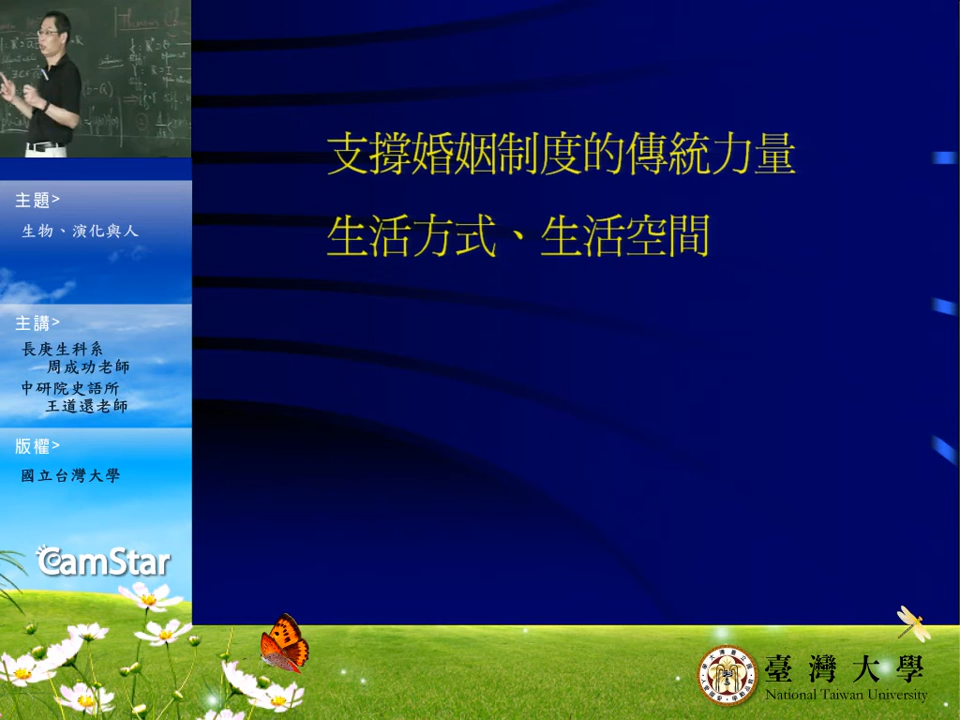 支撐婚姻制度的傳統力量
生活方式、生活空間
主題>
生物、演化與人
主講>
長庚生科系
周成功老師
中研院史語所
王道還老師
版權>
國立台灣大學
CamStar
臺灣大學
National Taiwan University